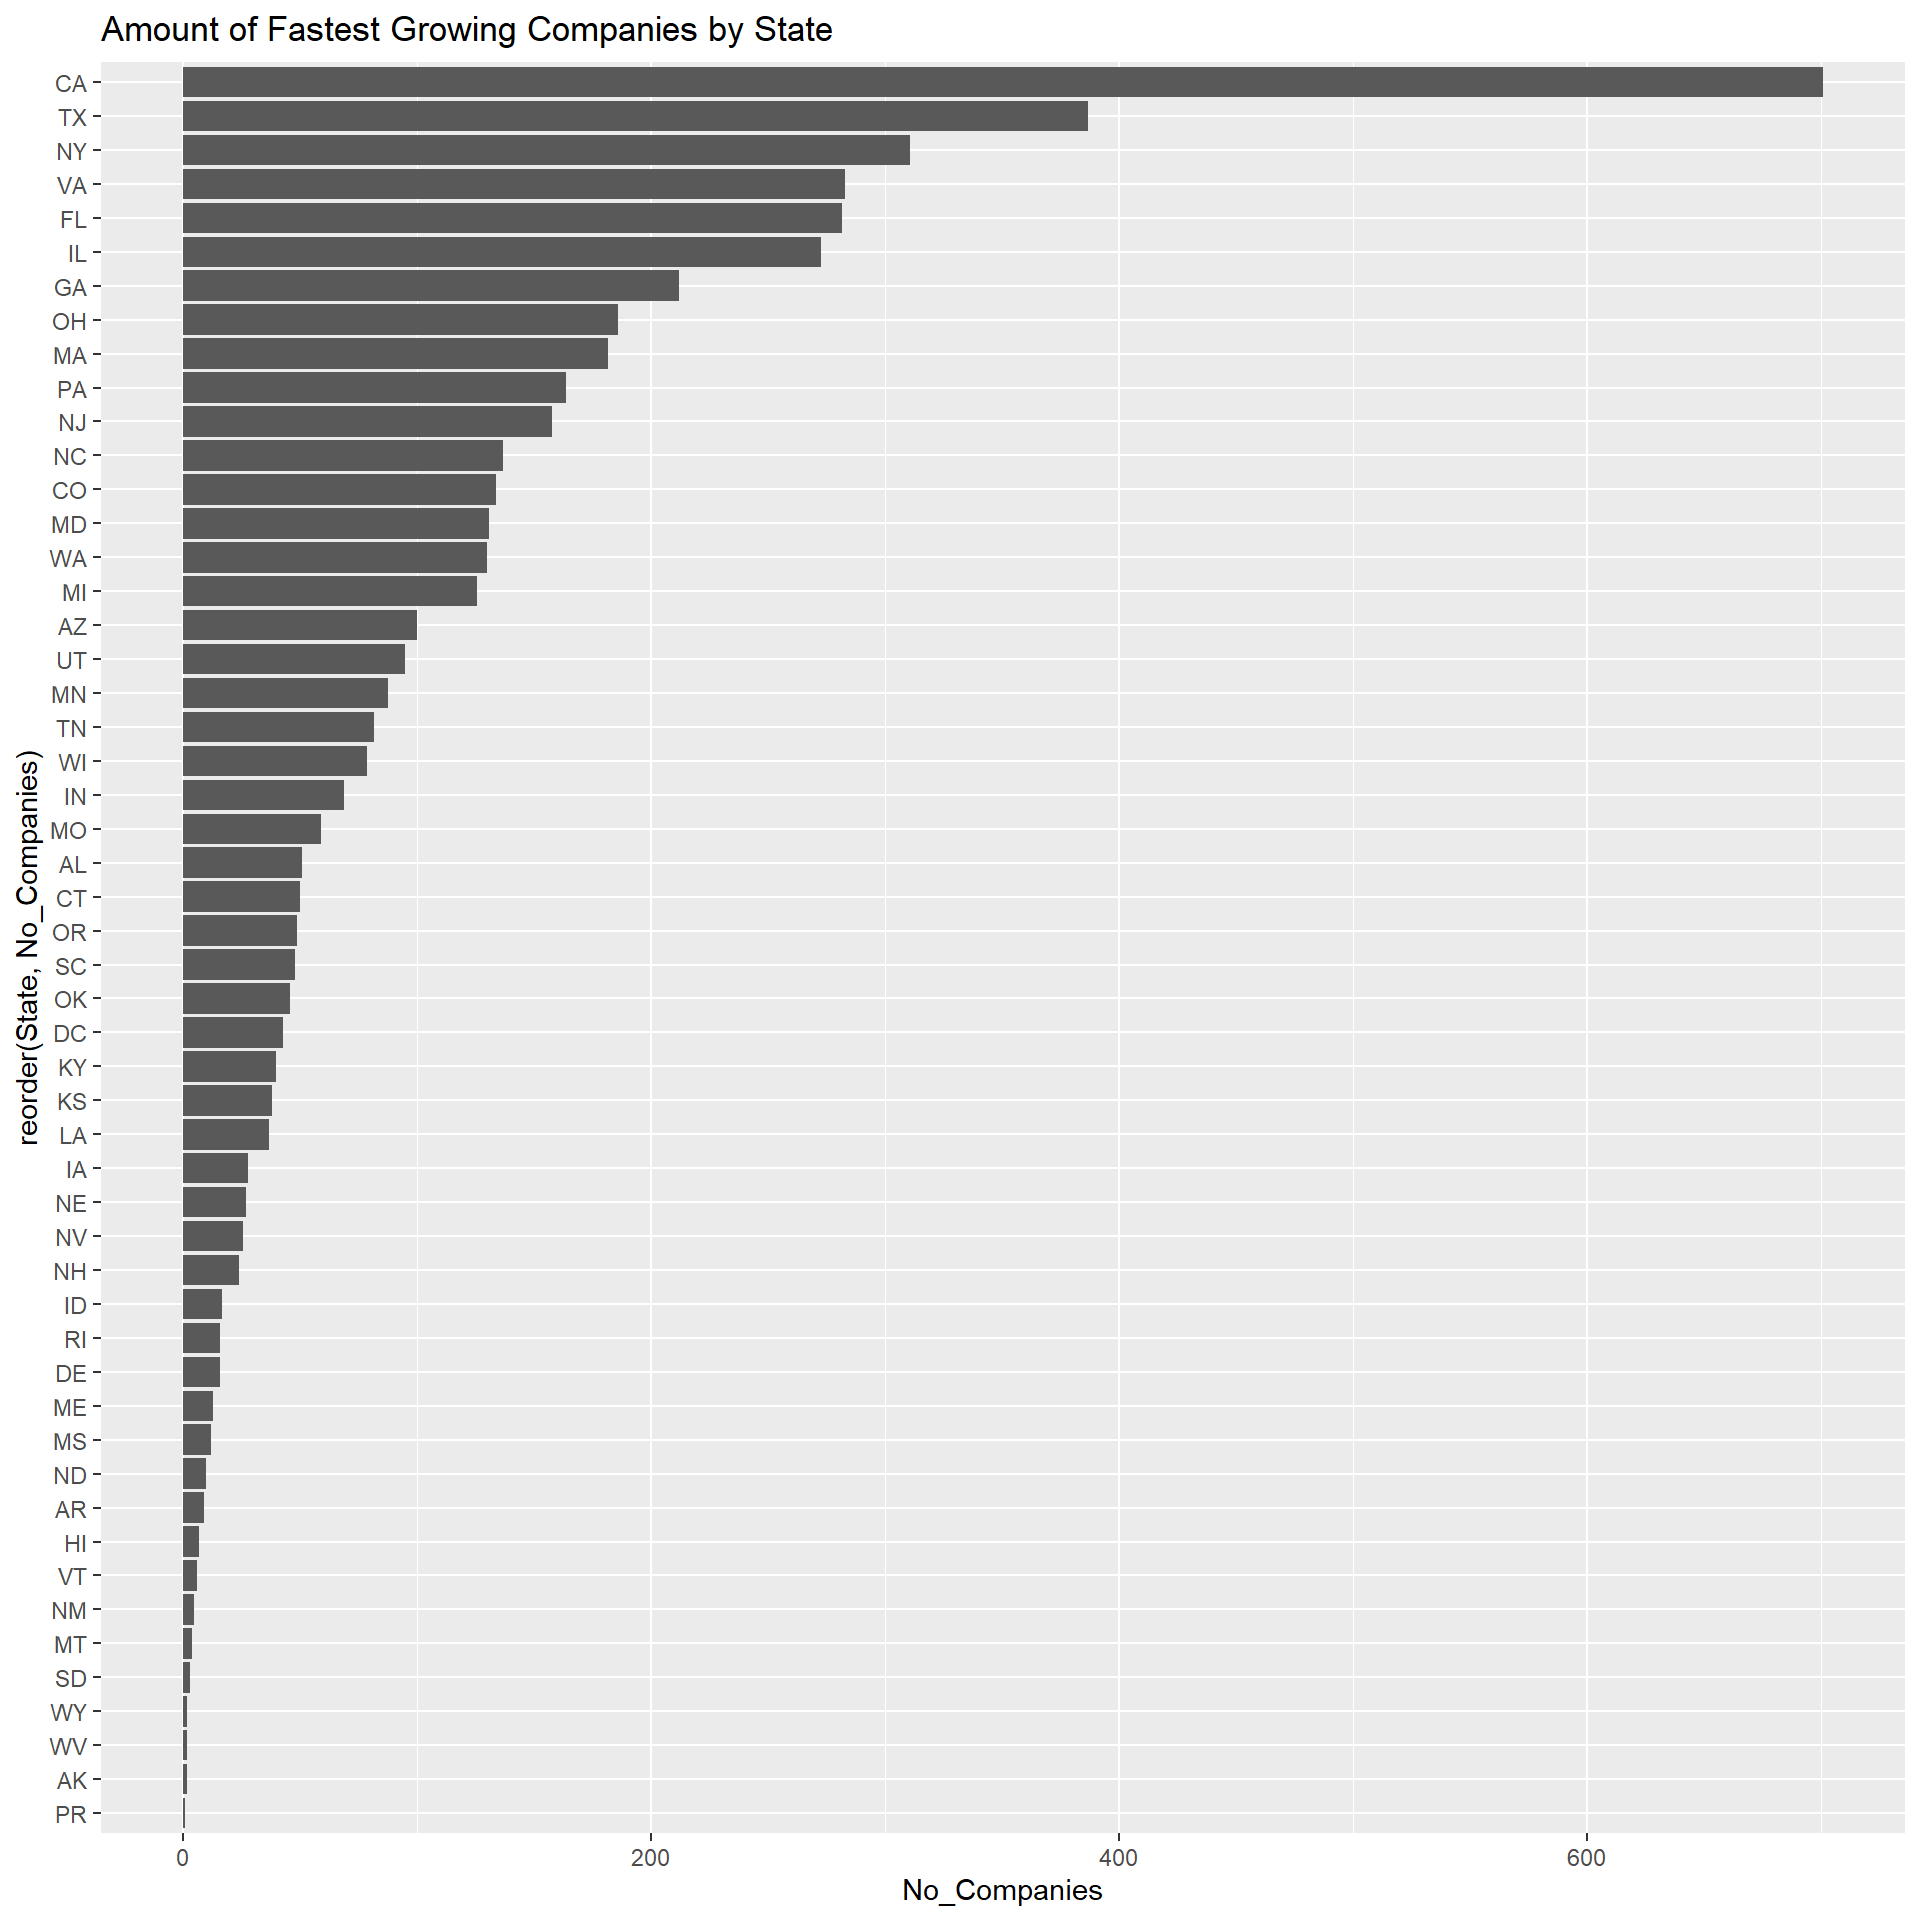 Amount of Fastest Growing Companies by State
reorder(State, No_Companies)
CA
TX
NY
VA
FL
IL
GA
OH
MA
PA
NJ
NC
CO
MD
WA
MI
AZ
UT
MN
TN
WI
IN
MO
AL
CT
OR
SC
OK
DC
KY
KS
LA
IA
NE
NV
NH
ID
RI
DE
ME
MS
ND
AR
HI
VT
NM
MT
SD
WY
WV
AK
PR
0 200 400 600
No_Companies